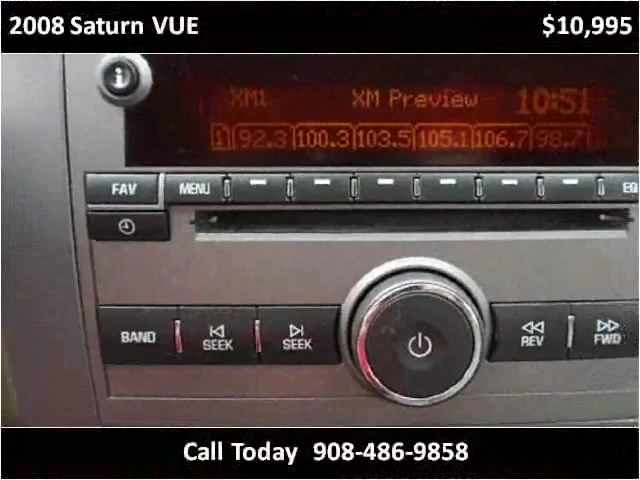 2008 Saturn VUE $10,995
XM1 XM Preview 10:51
1 92.3 100.3 103.5 105.1 106.7 98.7
FAV MENU EQ
BAND SEEK SEEK REV FWD
Call Today 908-486-9858